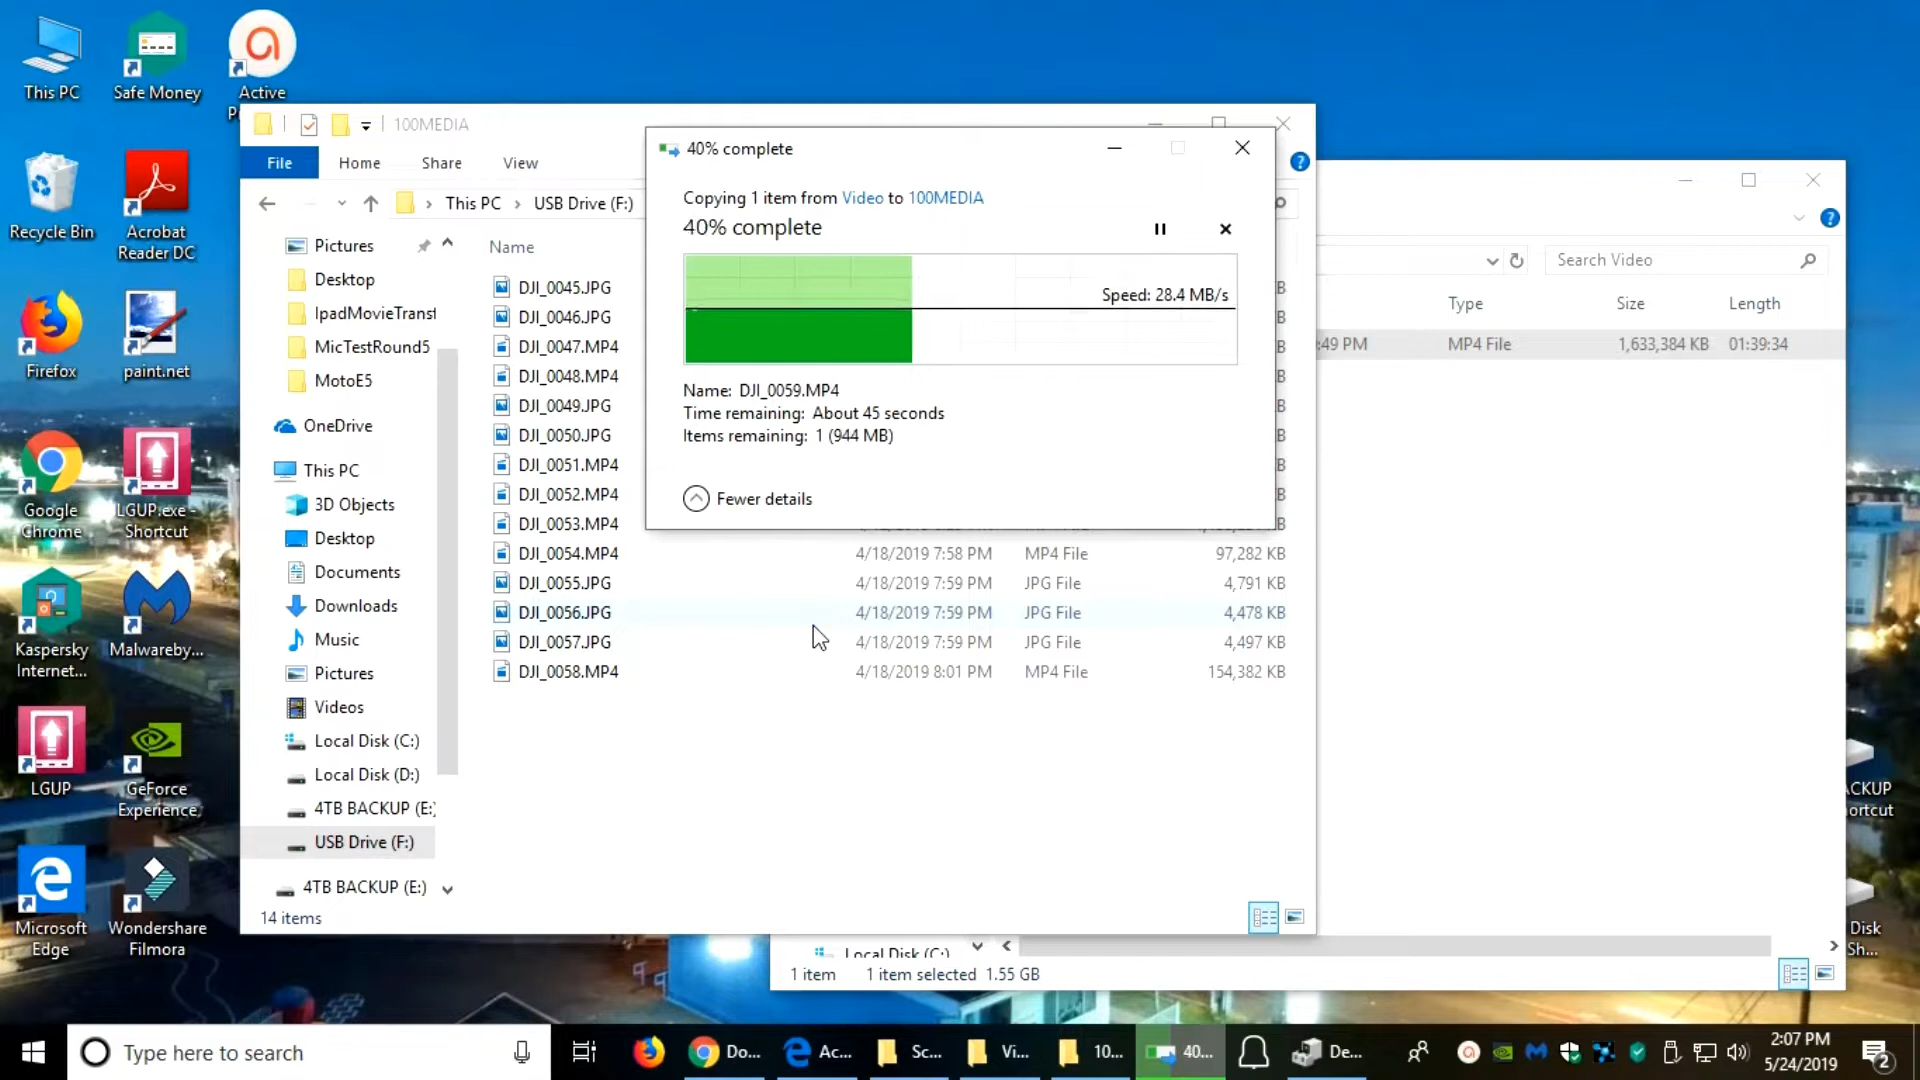 This PC
Safe Money
Active
Recycle Bin
Acrobat
Reader DC
Firefox
paint.net
Google
Chrome
LGUP.exe -
Shortcut
Kaspersky
Internet...
Malwareby...
LGUP
GeForce
Experience
Microsoft
Edge
Wondershare
Filmora
100MEDIA
File
Home
Share
View
This PC
USB Drive (F:)
Pictures
Desktop
IpadMovieTransf
MicTestRound5
MotoE5
OneDrive
This PC
3D Objects
Desktop
Documents
Downloads
Music
Pictures
Videos
Local Disk (C:)
Local Disk (D:)
4TB BACKUP (E:)
USB Drive (F:)
4TB BACKUP (E:)
14 items
Name
DJI_0045.JPG
DJI_0046.JPG
DJI_0047.MP4
DJI_0048.MP4
DJI_0049.JPG
DJI_0050.JPG
DJI_0051.MP4
DJI_0052.MP4
DJI_0053.MP4
DJI_0054.MP4 4/18/2019 7:58 PM MP4 File 97,282 KB
DJI_0055.JPG 4/18/2019 7:59 PM JPG File 4,791 KB
DJI_0056.JPG 4/18/2019 7:59 PM JPG File 4,478 KB
DJI_0057.JPG 4/18/2019 7:59 PM JPG File 4,497 KB
DJI_0058.MP4 4/18/2019 8:01 PM MP4 File 154,382 KB
40% complete
Copying 1 item from Video to 100MEDIA
40% complete
Speed: 28.4 MB/s
Name: DJI_0059.MP4
Time remaining: About 45 seconds
Items remaining: 1 (944 MB)
Fewer details
Search Video
Type Size Length
:49 PM MP4 File 1,633,384 KB 01:39:34
Local Disk (C:)
1 item 1 item selected 1.55 GB
ACKUP
ortcut
Disk
Sh...
Type here to search
Do...
Ac...
Sc...
Vi...
10...
40...
De...
2:07 PM
5/24/2019
2